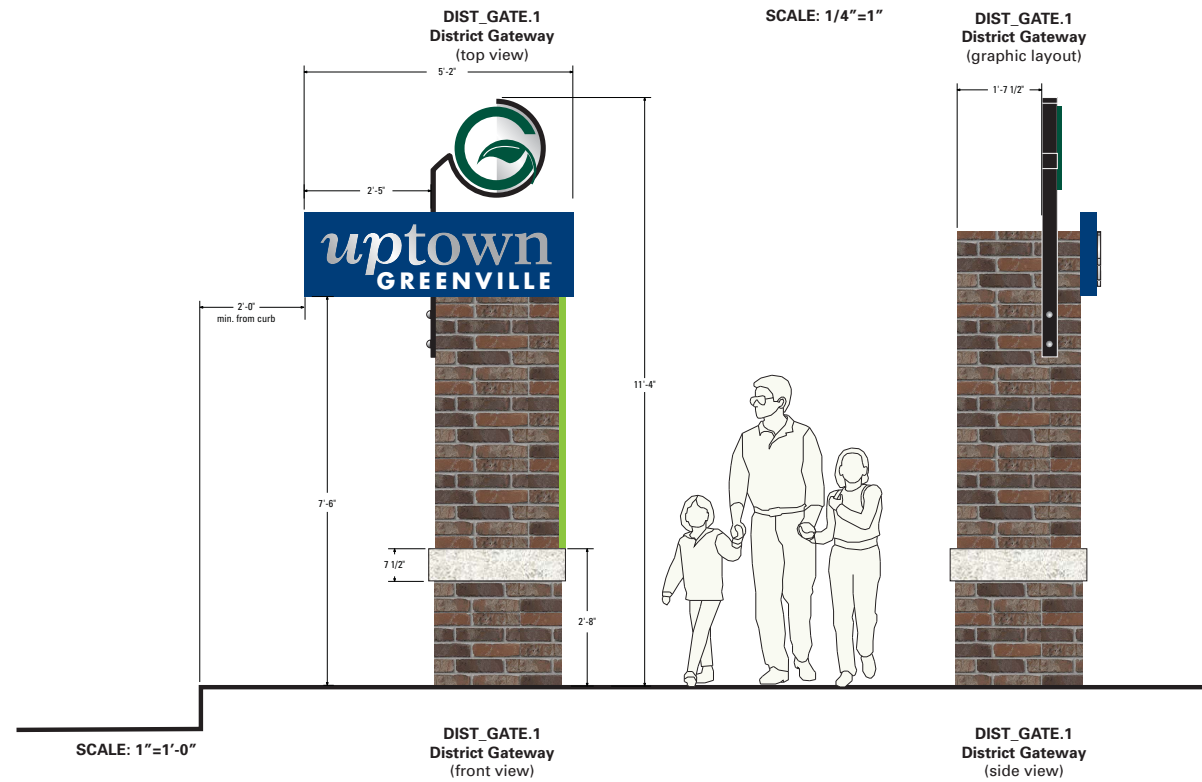 DIST_GATE.1
District Gateway
(top view)
SCALE: 1/4”=1”
DIST_GATE.1
District Gateway
(graphic layout)
5'-2"
1'-7 1/2"
2'-5"
uptown
GREENVILLE
2'-0"
min. from curb
11'-4"
7'-6"
7 1/2"
2'-8"
SCALE: 1”=1’-0”
DIST_GATE.1
District Gateway
(front view)
DIST_GATE.1
District Gateway
(side view)